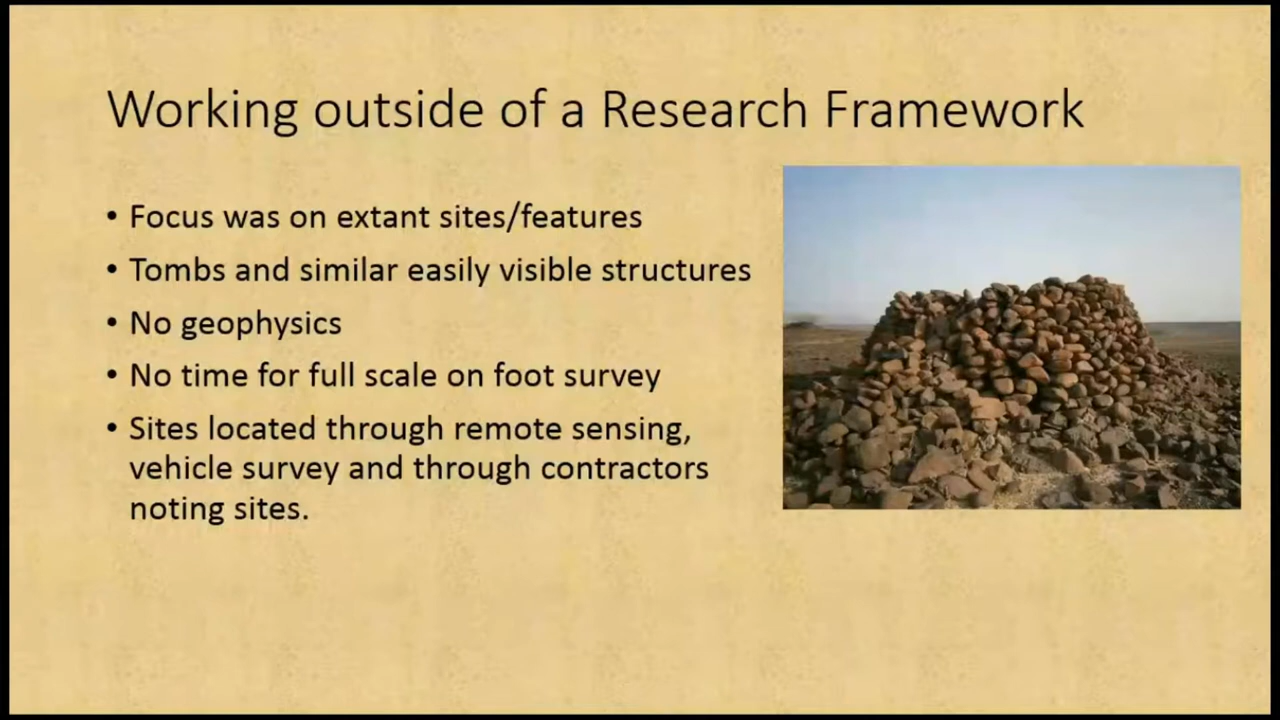 Working outside of a Research Framework
• Focus was on extant sites/features
• Tombs and similar easily visible structures
• No geophysics
• No time for full scale on foot survey
• Sites located through remote sensing,
vehicle survey and through contractors
noting sites.